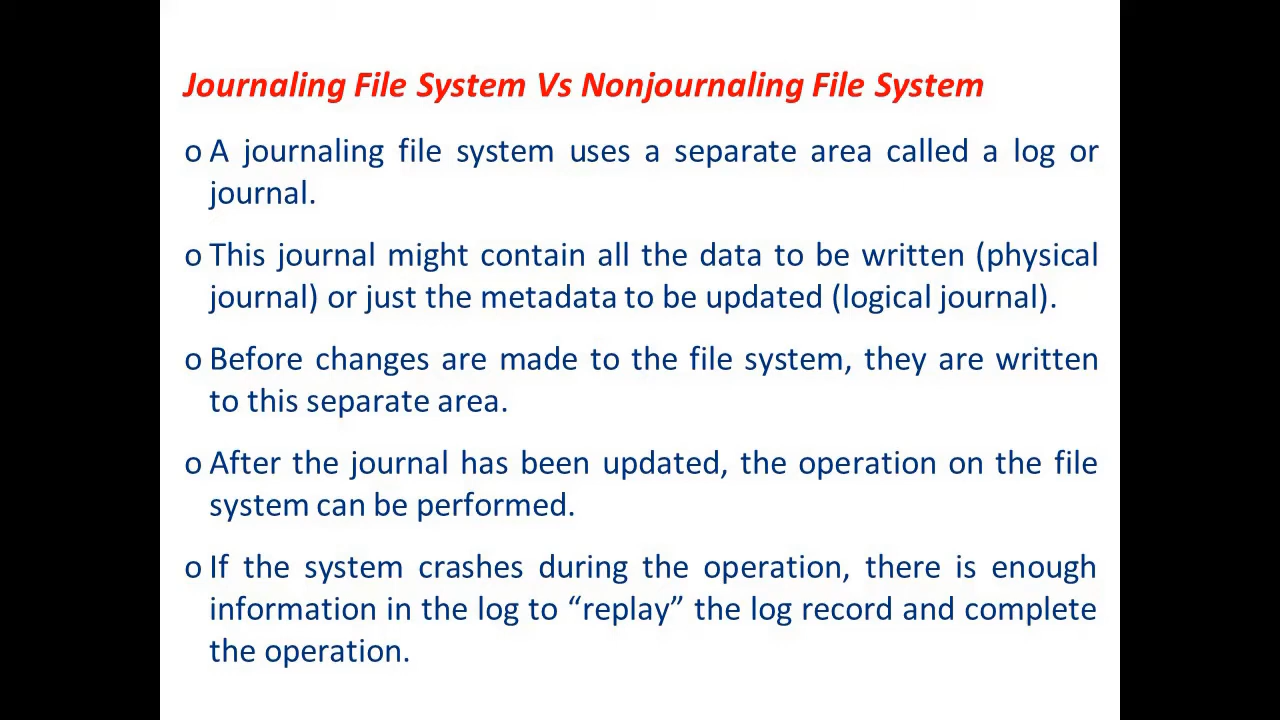 Journaling File System Vs Nonjournaling File System
o A journaling file system uses a separate area called a log or
journal.
o This journal might contain all the data to be written (physical
journal) or just the metadata to be updated (logical journal).
o Before changes are made to the file system, they are written
to this separate area.
o After the journal has been updated, the operation on the file
system can be performed.
o If the system crashes during the operation, there is enough
information in the log to “replay” the log record and complete
the operation.